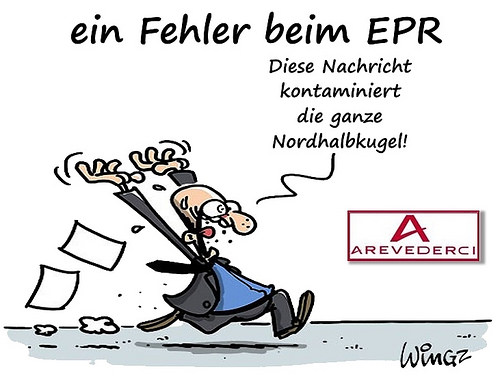 ein Fehler beim EPR
Diese Nachricht
kontaminiert
die ganze
Nordhalbkugel!
A
AREVEDERCI
WingZ